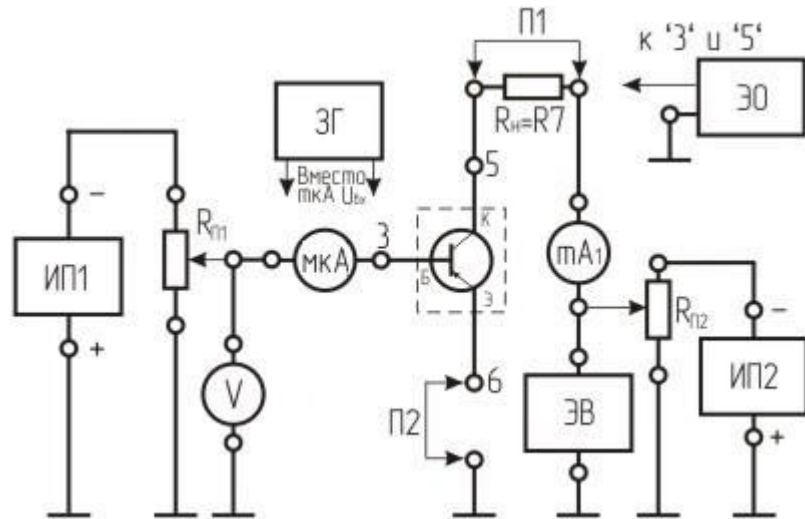 П1
к '3' и '5'
ЗГ
Rн=R7
ЭО
Вместо
mкА Uвх
5
-
RП1
3
К
ИП1
мкА
Б
Э
mA1
RП2
-
+
V
П2
6
ЭВ
ИП2
+